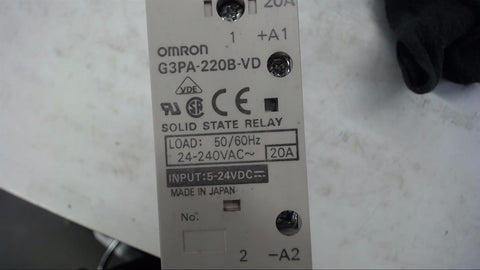 20A
1 +A1
OMRON
G3PA-220B-VD
VDE
CE
SOLID STATE RELAY
LOAD: 50/60Hz
24-240VAC~ 20A
INPUT:5-24VDC⎓
MADE IN JAPAN
No.
2 -A2